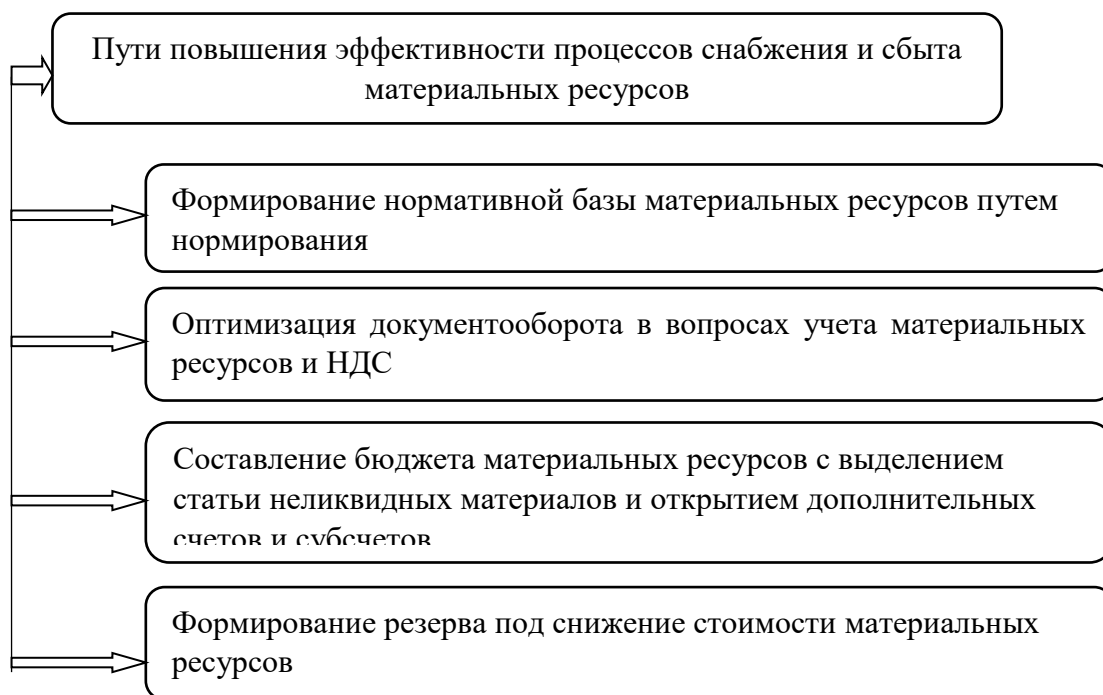 Пути повышения эффективности процессов снабжения и сбыта
материальных ресурсов
Формирование нормативной базы материальных ресурсов путем
нормирования
Оптимизация документооборота в вопросах учета материальных
ресурсов и НДС
Составление бюджета материальных ресурсов с выделением
статьи неликвидных материалов и открытием дополнительных
счетов и субсчетов
Формирование резерва под снижение стоимости материальных
ресурсов